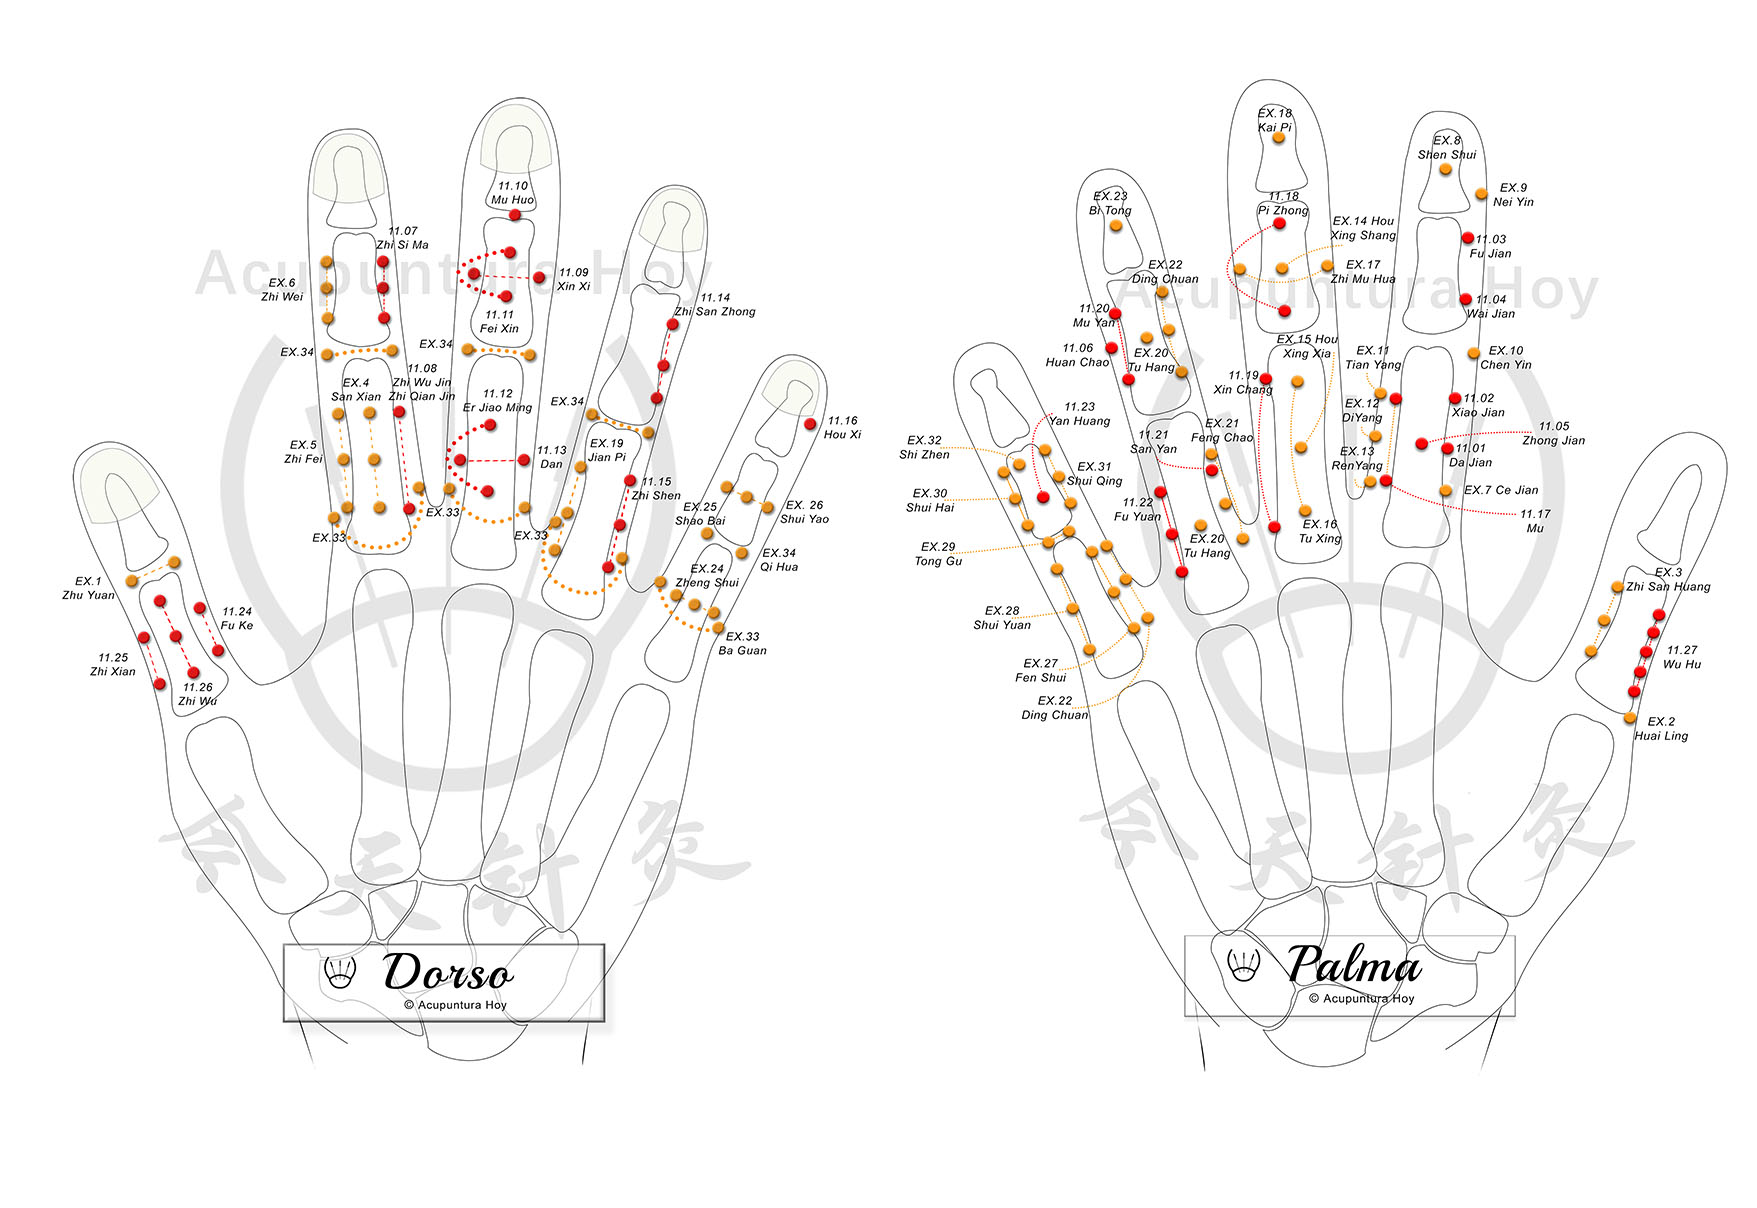 Acupuntura Hoy
11.10
Mu Huo
11.07
Zhi Si Ma
EX.6
Zhi Wei
11.09
Xin Xi
11.11
Fei Xin
11.14
Zhi San Zhong
EX.34
EX.34
11.08
Zhi Wu Jin
Zhi Qian Jin
EX.4
San Xian
11.12
Er Jiao Ming
EX.34
11.16
Hou Xi
EX.5
Zhi Fei
11.13
Dan
EX.19
Jian Pi
11.15
Zhi Shen
EX.33
EX.33
EX.33
EX.25
Shao Bai
EX. 26
Shui Yao
EX.34
Qi Hua
EX.24
Zheng Shui
EX.33
Ba Guan
EX.1
Zhu Yuan
11.24
Fu Ke
11.25
Zhi Xian
11.26
Zhi Wu
天针灸
Dorso
© Acupuntura Hoy
Acupuntura Hoy
EX.18
Kai Pi
EX.8
Shen Shui
EX.23
Bi Tong
11.18
Pi Zhong
EX.9
Nei Yin
EX.14 Hou
Xing Shang
11.03
Fu Jian
EX.22
Ding Chuan
EX.17
Zhi Mu Hua
11.20
Mu Yan
11.04
Wai Jian
11.06
Huan Chao
EX.20
Tu Hang
EX.15 Hou
Xing Xia
EX.11
Tian Yang
EX.10
Chen Yin
11.19
Xin Chang
11.23
Yan Huang
EX.12
DiYang
11.02
Xiao Jian
EX.32
Shi Zhen
11.21
San Yan
EX.21
Feng Chao
11.05
Zhong Jian
EX.13
RenYang
11.01
Da Jian
EX.31
Shui Qing
EX.30
Shui Hai
11.22
Fu Yuan
EX.7 Ce Jian
11.17
Mu
EX.16
Tu Xing
EX.20
Tu Hang
EX.29
Tong Gu
EX.3
Zhi San Huang
EX.28
Shui Yuan
11.27
Wu Hu
EX.27
Fen Shui
EX.22
Ding Chuan
EX.2
Huai Ling
天针灸
Palma
© Acupuntura Hoy